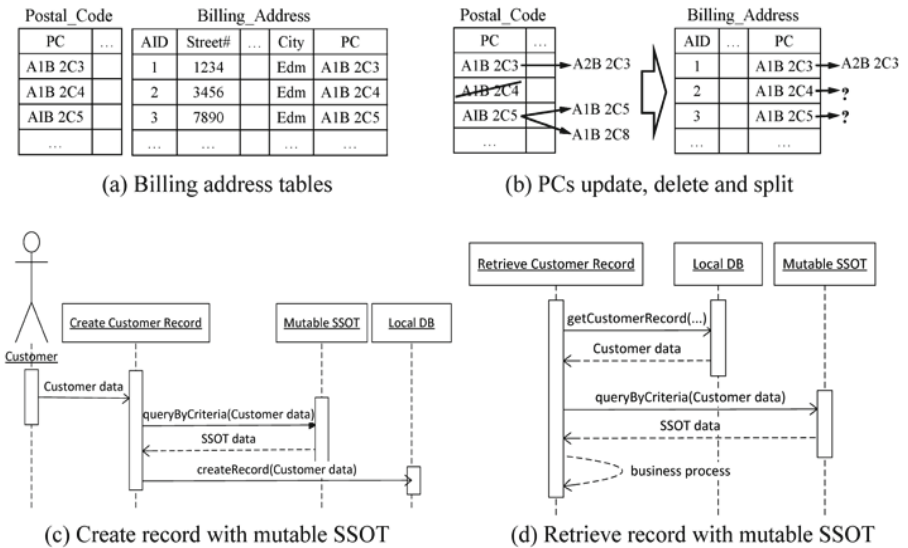 Postal_Code Billing_Address
PC ... AID Street# ... City PC
A1B 2C3 1 1234 Edm A1B 2C3
A1B 2C4 2 3456 Edm A1B 2C4
AIB 2C5 3 7890 Edm A1B 2C5
... ... ... ... ...
(a) Billing address tables
Postal_Code Billing_Address
PC ... AID ... PC
A1B 2C3 A2B 2C3 1 A1B 2C3 A2B 2C3
A1B 2C4 2 A1B 2C4 ?
AIB 2C5 A1B 2C5 3 A1B 2C5 ?
A1B 2C8
... ... ...
(b) PCs update, delete and split
Customer
Create Customer Record
Mutable SSOT
Local DB
Customer data
queryByCriteria(Customer data)
SSOT data
createRecord(Customer data)
(c) Create record with mutable SSOT
Retrieve Customer Record
Local DB
Mutable SSOT
getCustomerRecord(...)
Customer data
queryByCriteria(Customer data)
SSOT data
business process
(d) Retrieve record with mutable SSOT